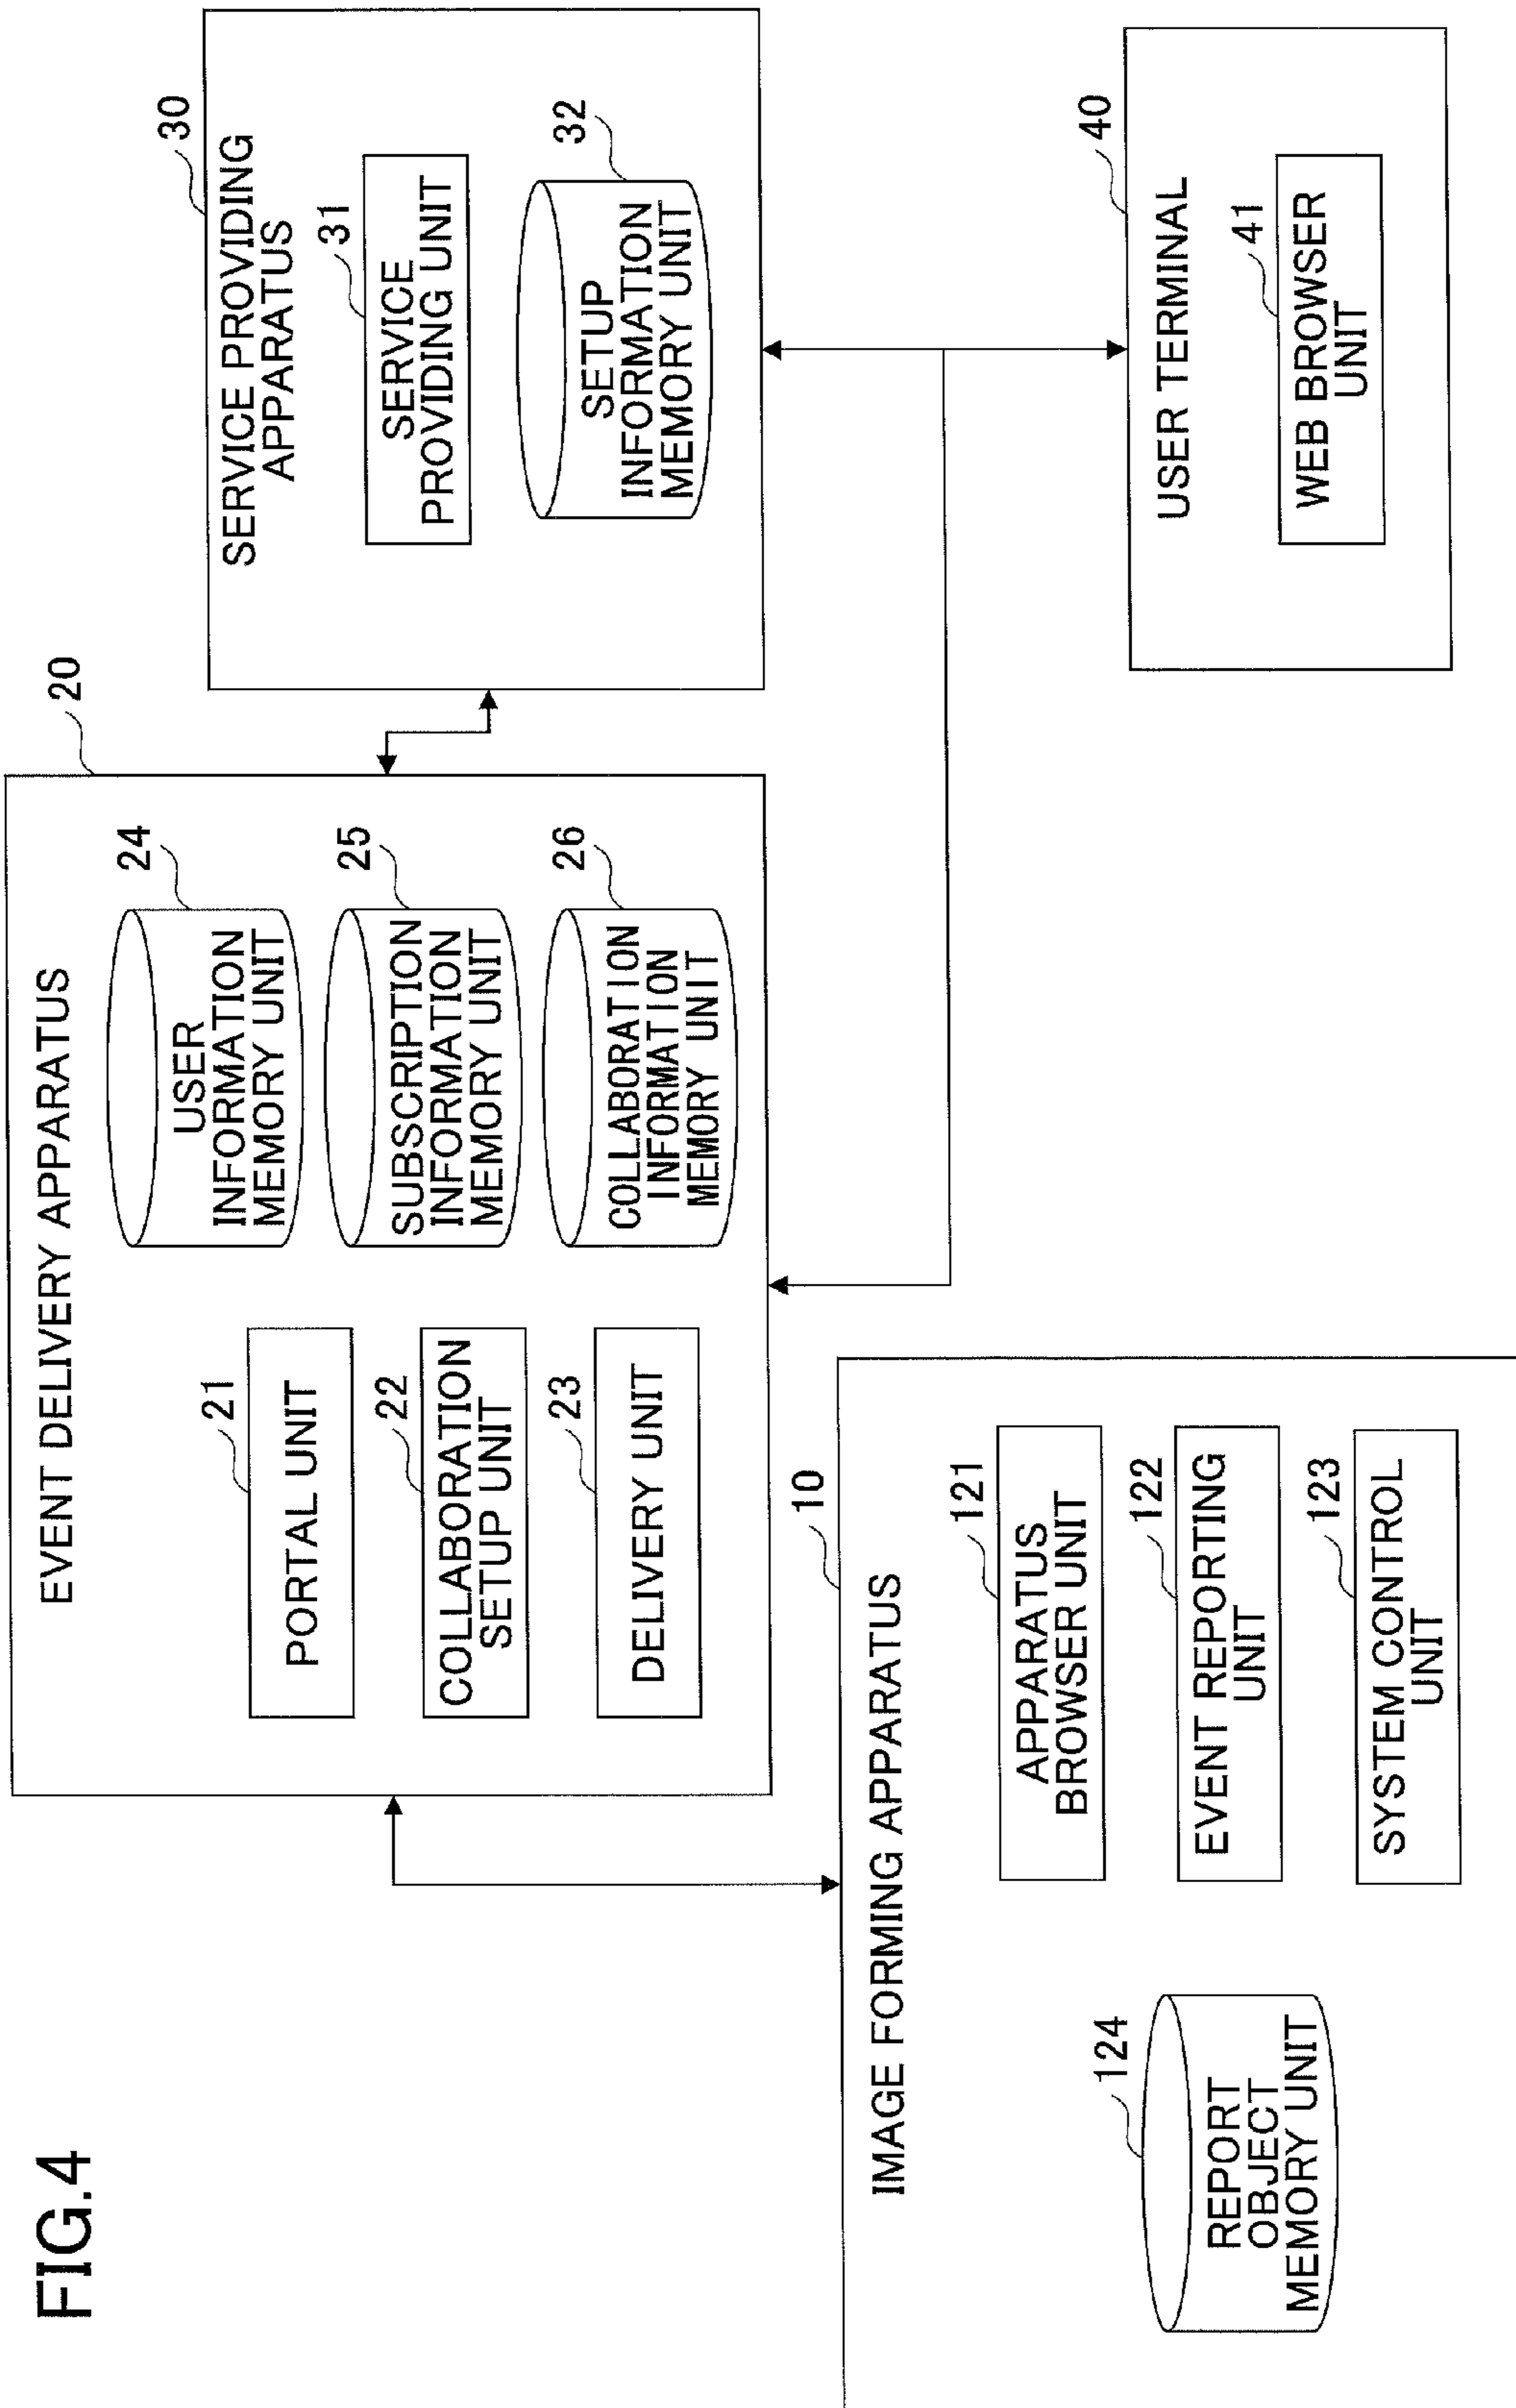 FIG.4
EVENT DELIVERY APPARATUS
20
21
PORTAL UNIT
22
COLLABORATION
SETUP UNIT
23
DELIVERY UNIT
24
USER
INFORMATION
MEMORY UNIT
25
SUBSCRIPTION
INFORMATION
MEMORY UNIT
26
COLLABORATION
INFORMATION
MEMORY UNIT
30
SERVICE PROVIDING
APPARATUS
31
SERVICE
PROVIDING UNIT
32
SETUP
INFORMATION
MEMORY UNIT
10
IMAGE FORMING APPARATUS
124
REPORT
OBJECT
MEMORY UNIT
121
APPARATUS
BROWSER UNIT
122
EVENT REPORTING
UNIT
123
SYSTEM CONTROL
UNIT
40
USER TERMINAL
41
WEB BROWSER
UNIT